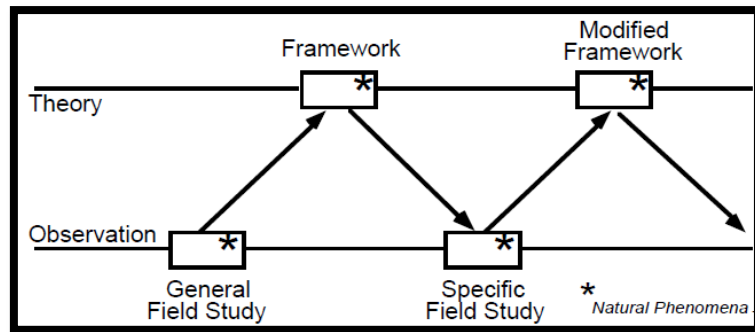 Framework
Modified
Framework
*
*
Theory
Observation
*
*
General
Field Study
Specific
Field Study
*
Natural Phenomena